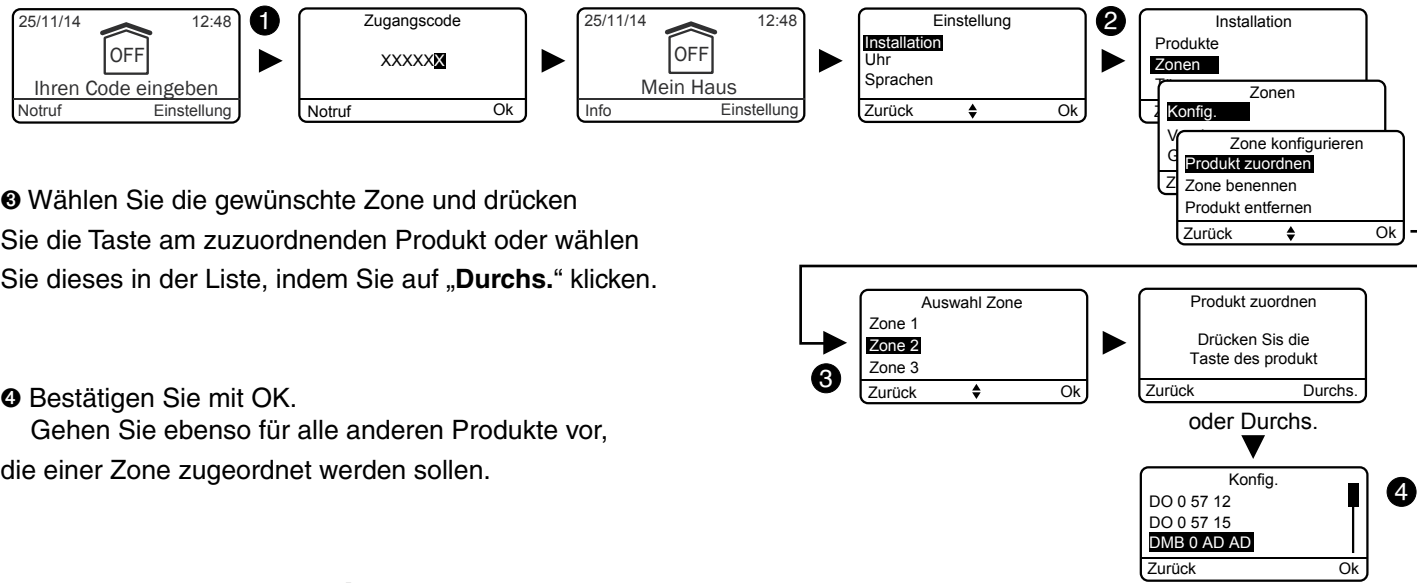 25/11/14 12:48
OFF
Ihren Code eingeben
Notruf Einstellung
❶
Zugangscode
XXXXXX
Notruf Ok
25/11/14 12:48
OFF
Mein Haus
Info Einstellung
Einstellung
Installation
Uhr
Sprachen
Zurück Ok
❷
Installation
Produkte
Zonen
Zonen
Konfig.
Zone konfigurieren
Produkt zuordnen
Zone benennen
Produkt entfernen
Zurück Ok
❸ Wählen Sie die gewünschte Zone und drücken
Sie die Taste am zuzuordnenden Produkt oder wählen
Sie dieses in der Liste, indem Sie auf „Durchs.“ klicken.
❸
Auswahl Zone
Zone 1
Zone 2
Zone 3
Zurück Ok
Produkt zuordnen
Drücken Sis die
Taste des produkt
Zurück Durchs.
oder Durchs.
❹ Bestätigen Sie mit OK.
Gehen Sie ebenso für alle anderen Produkte vor,
die einer Zone zugeordnet werden sollen.
Konfig.
DO 0 57 12
DO 0 57 15
DMB 0 AD AD
Zurück Ok
❹